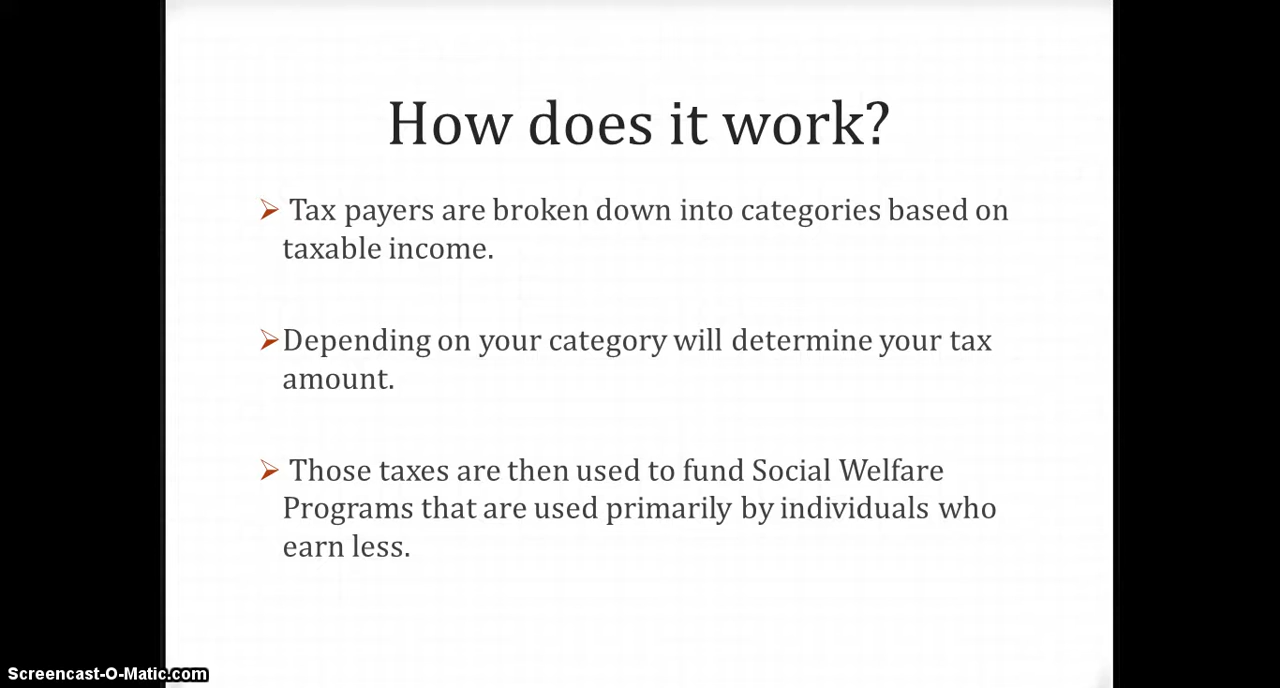 How does it work?
Tax payers are broken down into categories based on
taxable income.
Depending on your category will determine your tax
amount.
Those taxes are then used to fund Social Welfare
Programs that are used primarily by individuals who
earn less.
Screencast-O-Matic.com